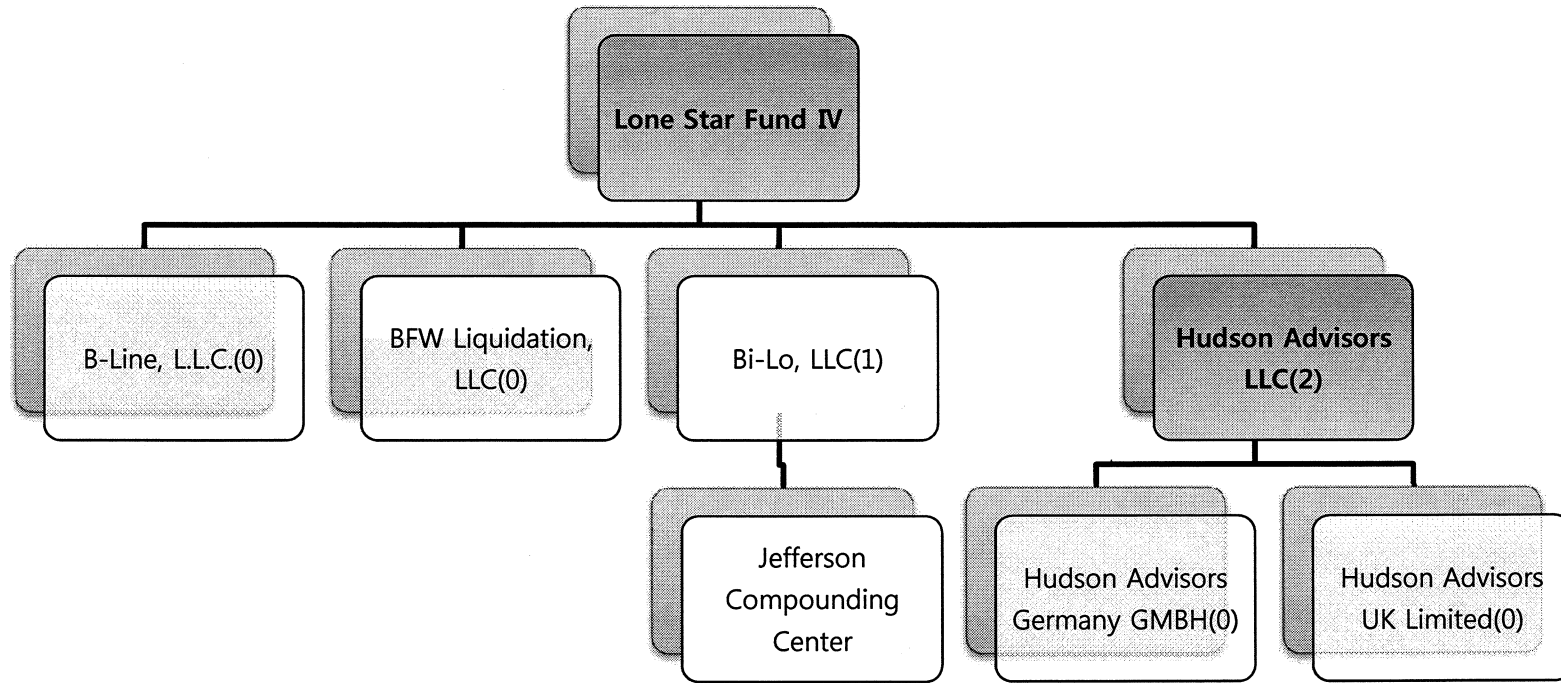 Lone Star Fund Ⅳ
B-Line, L.L.C.(0)
BFW Liquidation,
LLC(0)
Bi-Lo, LLC(1)
Hudson Advisors
LLC(2)
Jefferson
Compounding
Center
Hudson Advisors
Germany GMBH(0)
Hudson Advisors
UK Limited(0)